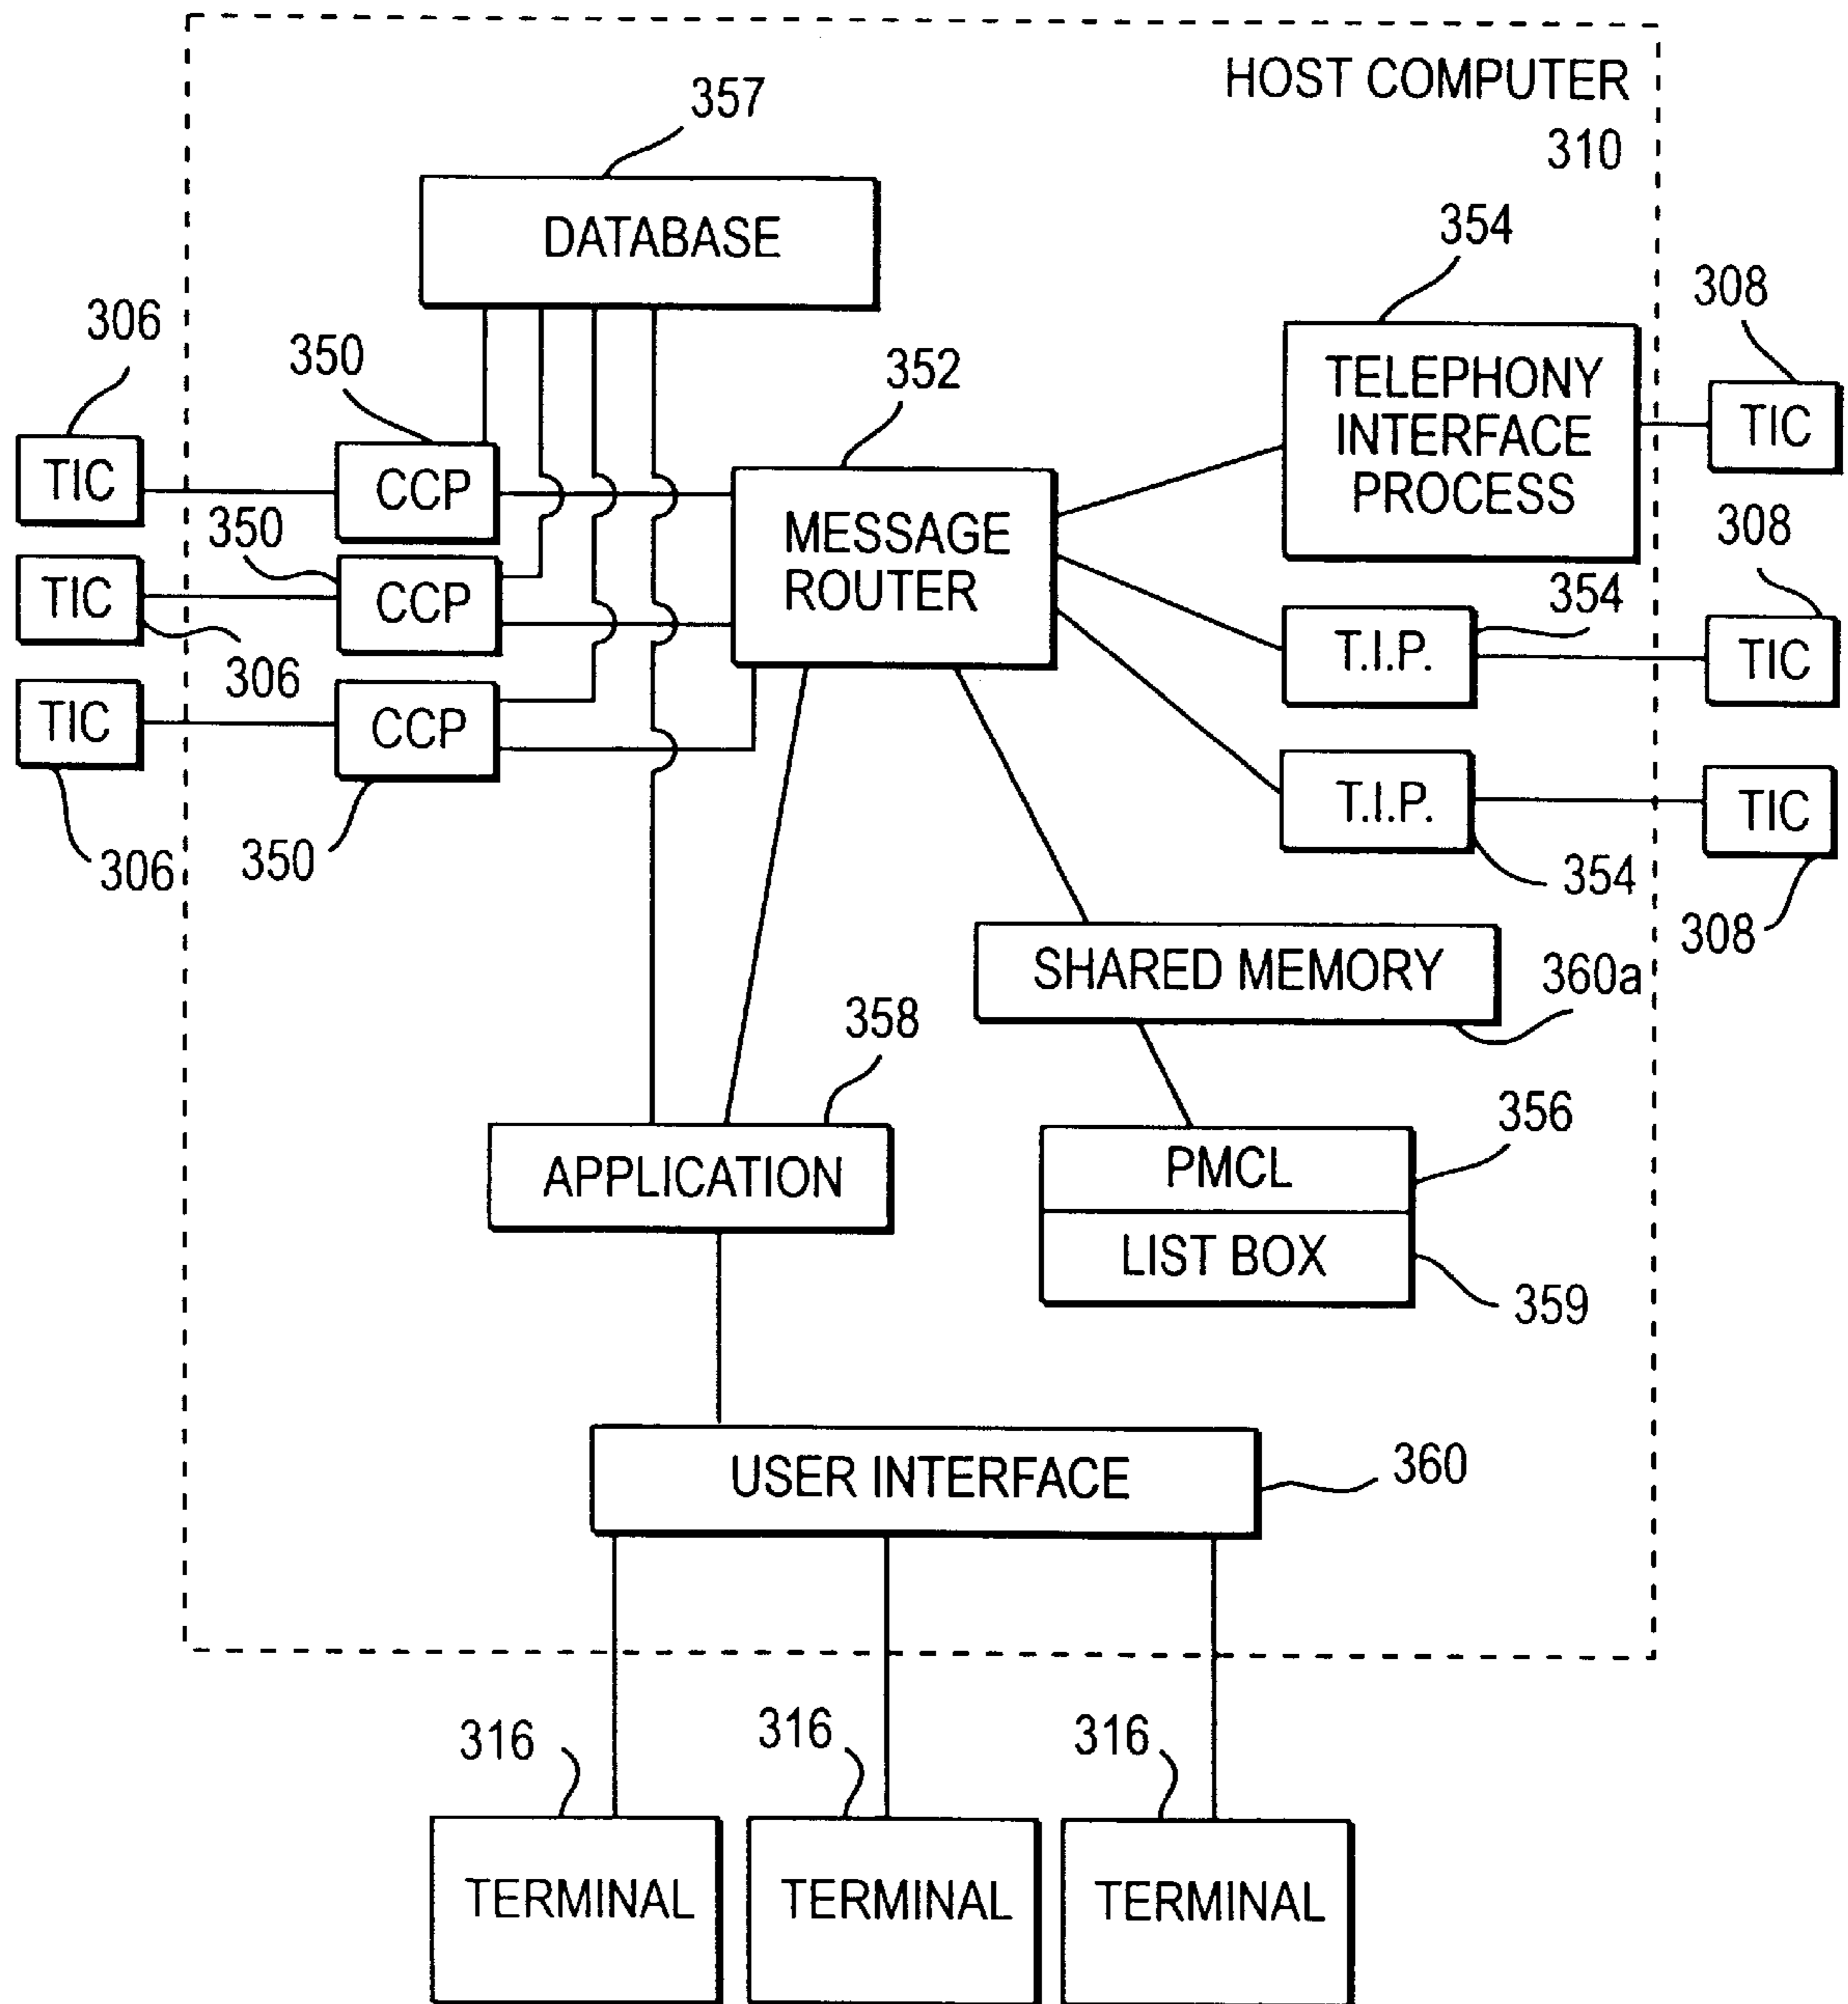 HOST COMPUTER
310
357
DATABASE
354
308
306
350
352
TELEPHONY
INTERFACE
PROCESS
TIC
TIC
CCP
MESSAGE
ROUTER
350
308
354
TIC
CCP
T.I.P.
TIC
306
TIC
CCP
T.I.P.
TIC
306
350
354
308
SHARED MEMORY
360a
358
356
APPLICATION
PMCL
LIST BOX
359
USER INTERFACE
360
316
316
316
TERMINAL
TERMINAL
TERMINAL